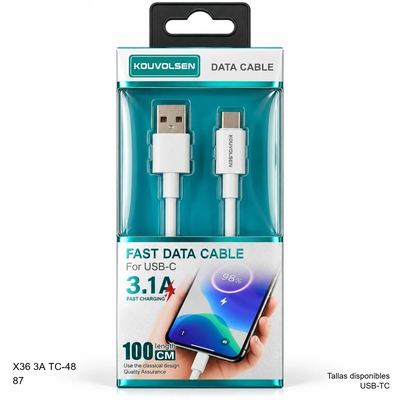 KOUVOLSEN
DATA CABLE
KOUVOLSEN
FAST DATA CABLE
For USB-C
3.1A
FAST CHARGING
100 length
CM
Use the classical design
Quality Assurance
X36 3A TC-48
87
Tallas disponibles
USB-TC